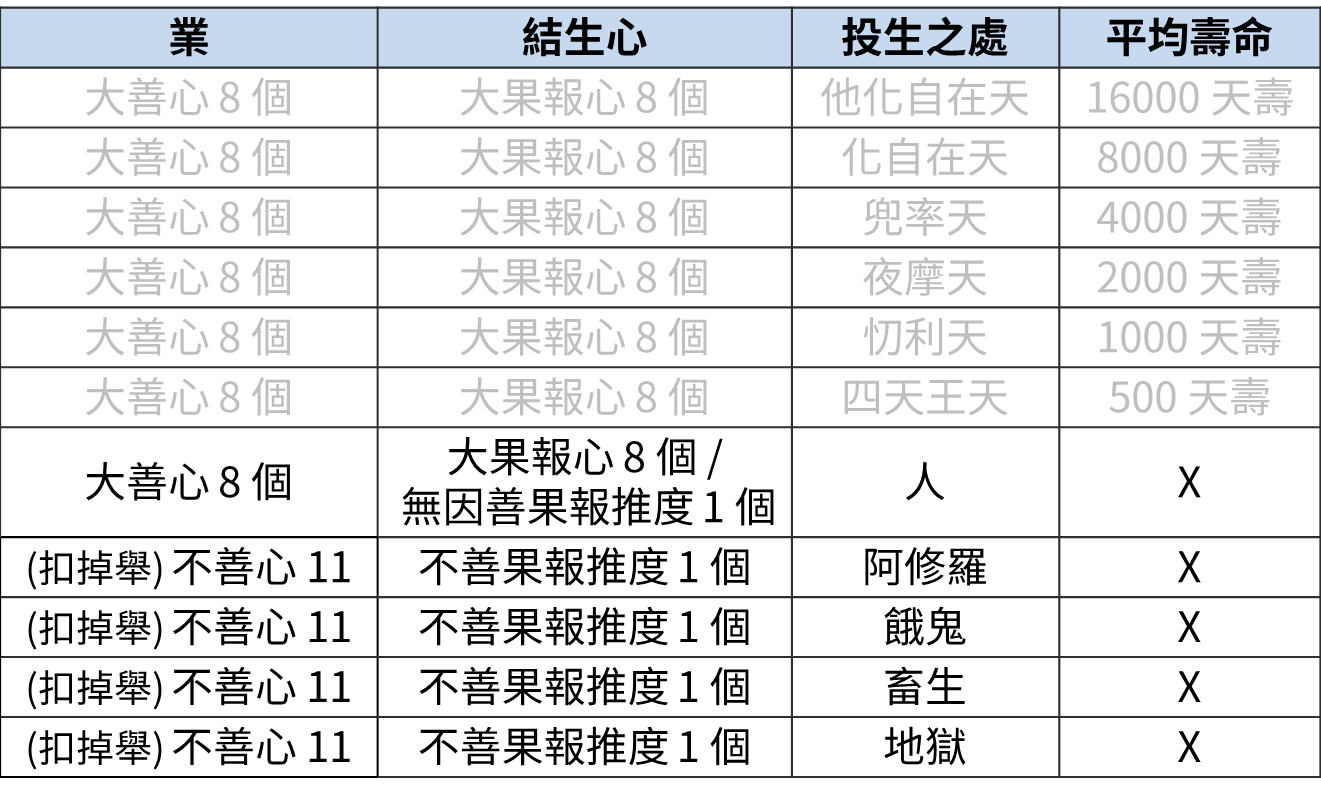 業 結生心 投生之處 平均壽命
大善心 8 個 大果報心 8 個 他化自在天 16000 天壽
大善心 8 個 大果報心 8 個 化自在天 8000 天壽
大善心 8 個 大果報心 8 個 兜率天 4000 天壽
大善心 8 個 大果報心 8 個 夜摩天 2000 天壽
大善心 8 個 大果報心 8 個 忉利天 1000 天壽
大善心 8 個 大果報心 8 個 四天王天 500 天壽
大善心 8 個 大果報心 8 個 / 人 X
無因善果報推度 1 個
(扣掉舉) 不善心 11 不善果報推度 1 個 阿修羅 X
(扣掉舉) 不善心 11 不善果報推度 1 個 餓鬼 X
(扣掉舉) 不善心 11 不善果報推度 1 個 畜生 X
(扣掉舉) 不善心 11 不善果報推度 1 個 地獄 X